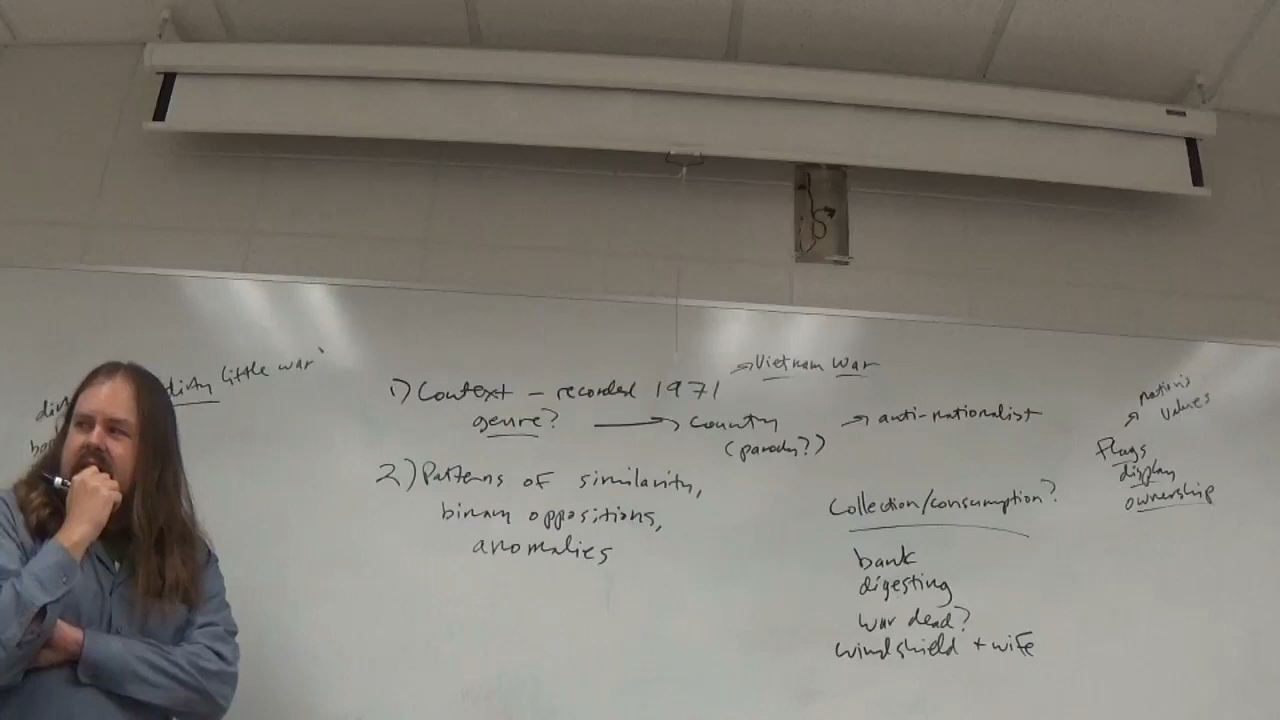 dirty little war"
1) Context – recorded 1971
→ Vietnam War
genre? → Country → anti-nationalist
(parody??)
2) Patterns of similarity,
binary oppositions,
anomalies
Collection/consumption?
bank
digesting
war dead?
windshield + wife
nation's
values
flags
display
ownership